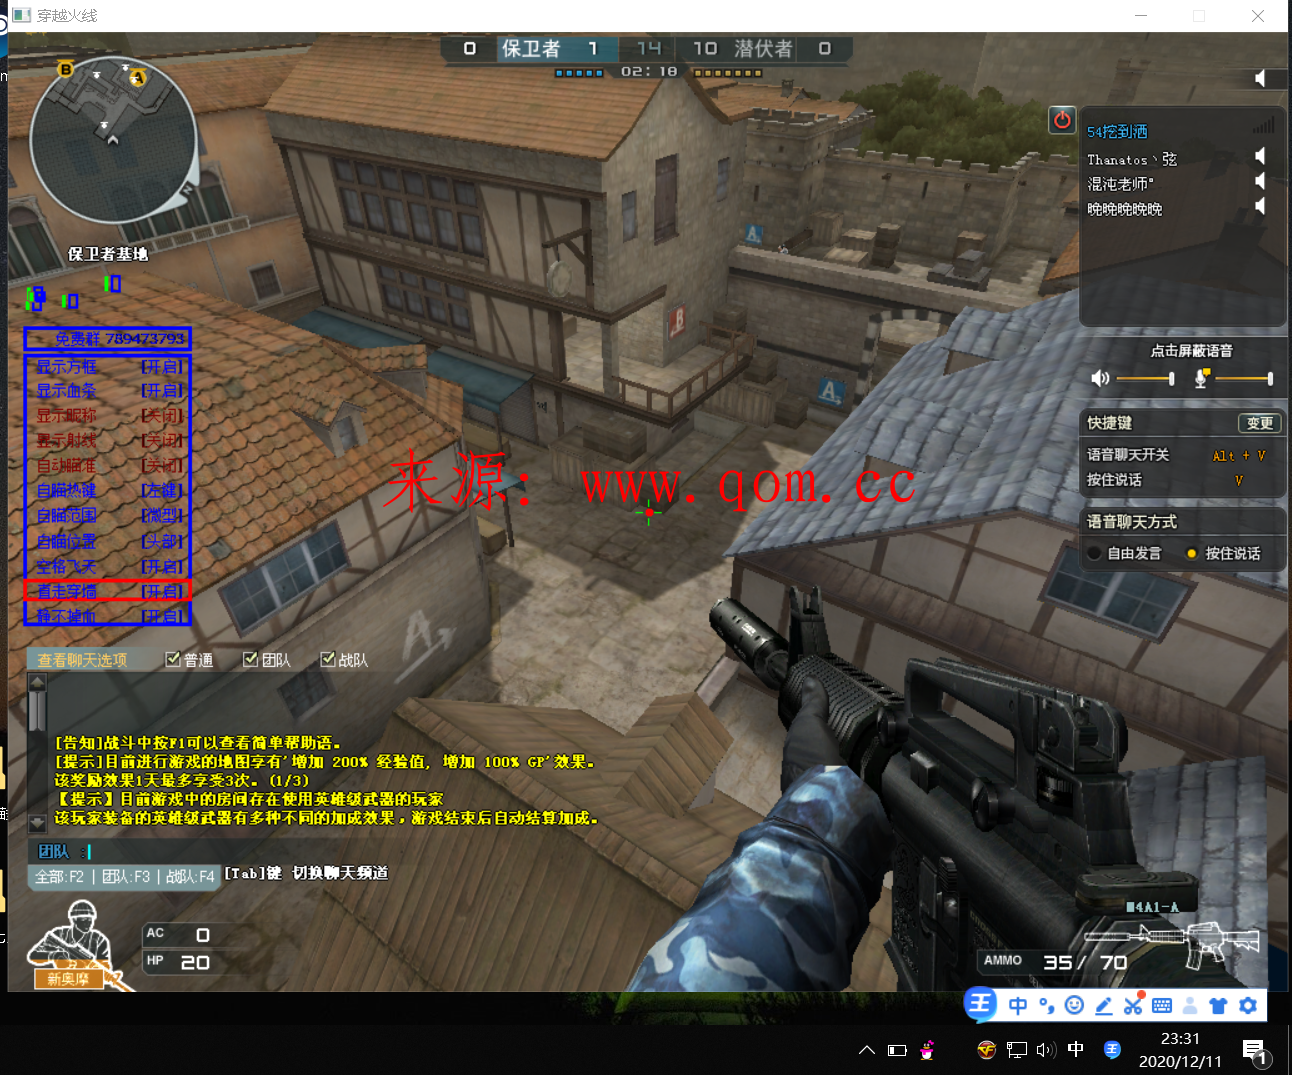 穿越火线
0 保卫者 1 14 10 潜伏者 0
02:18
B A
N
保卫者基地
免费群 789473793
显示方框 [开启]
显示血条 [开启]
显示昵称 [关闭]
显示射线 [关闭]
自动瞄准 [关闭]
自瞄热键 [左键]
自瞄范围 [微型]
自瞄位置 [头部]
空格飞天 [开启]
直走穿墙 [开启]
静不掉血 [开启]
54挖到洒
Thanatos丶弦
混沌老师°
晚晚晚晚晚
点击屏蔽语音
快捷键 变更
语音聊天开关 Alt + V
按住说话 V
语音聊天方式
自由发言 按住说话
A
B
A
A
来源: www.qom.cc
查看聊天选项 普通 团队 战队
[告知]战斗中按F1可以查看简单帮助语。
[提示]目前进行游戏的地图享有'增加 200% 经验值, 增加 100% GP'效果。
该奖励效果1天最多享受3次。(1/3)
【提示】目前游戏中的房间存在使用英雄级武器的玩家
该玩家装备的英雄级武器有多种不同的加成效果,游戏结束后自动结算加成。
团队 :
全部:F2 | 团队:F3 | 战队:F4 [Tab]键 切换聊天频道
AC 0
HP 20
新奥摩
M4A1-A
AMMO 35 / 70
王 中
中 王
23:31
2020/12/11
1